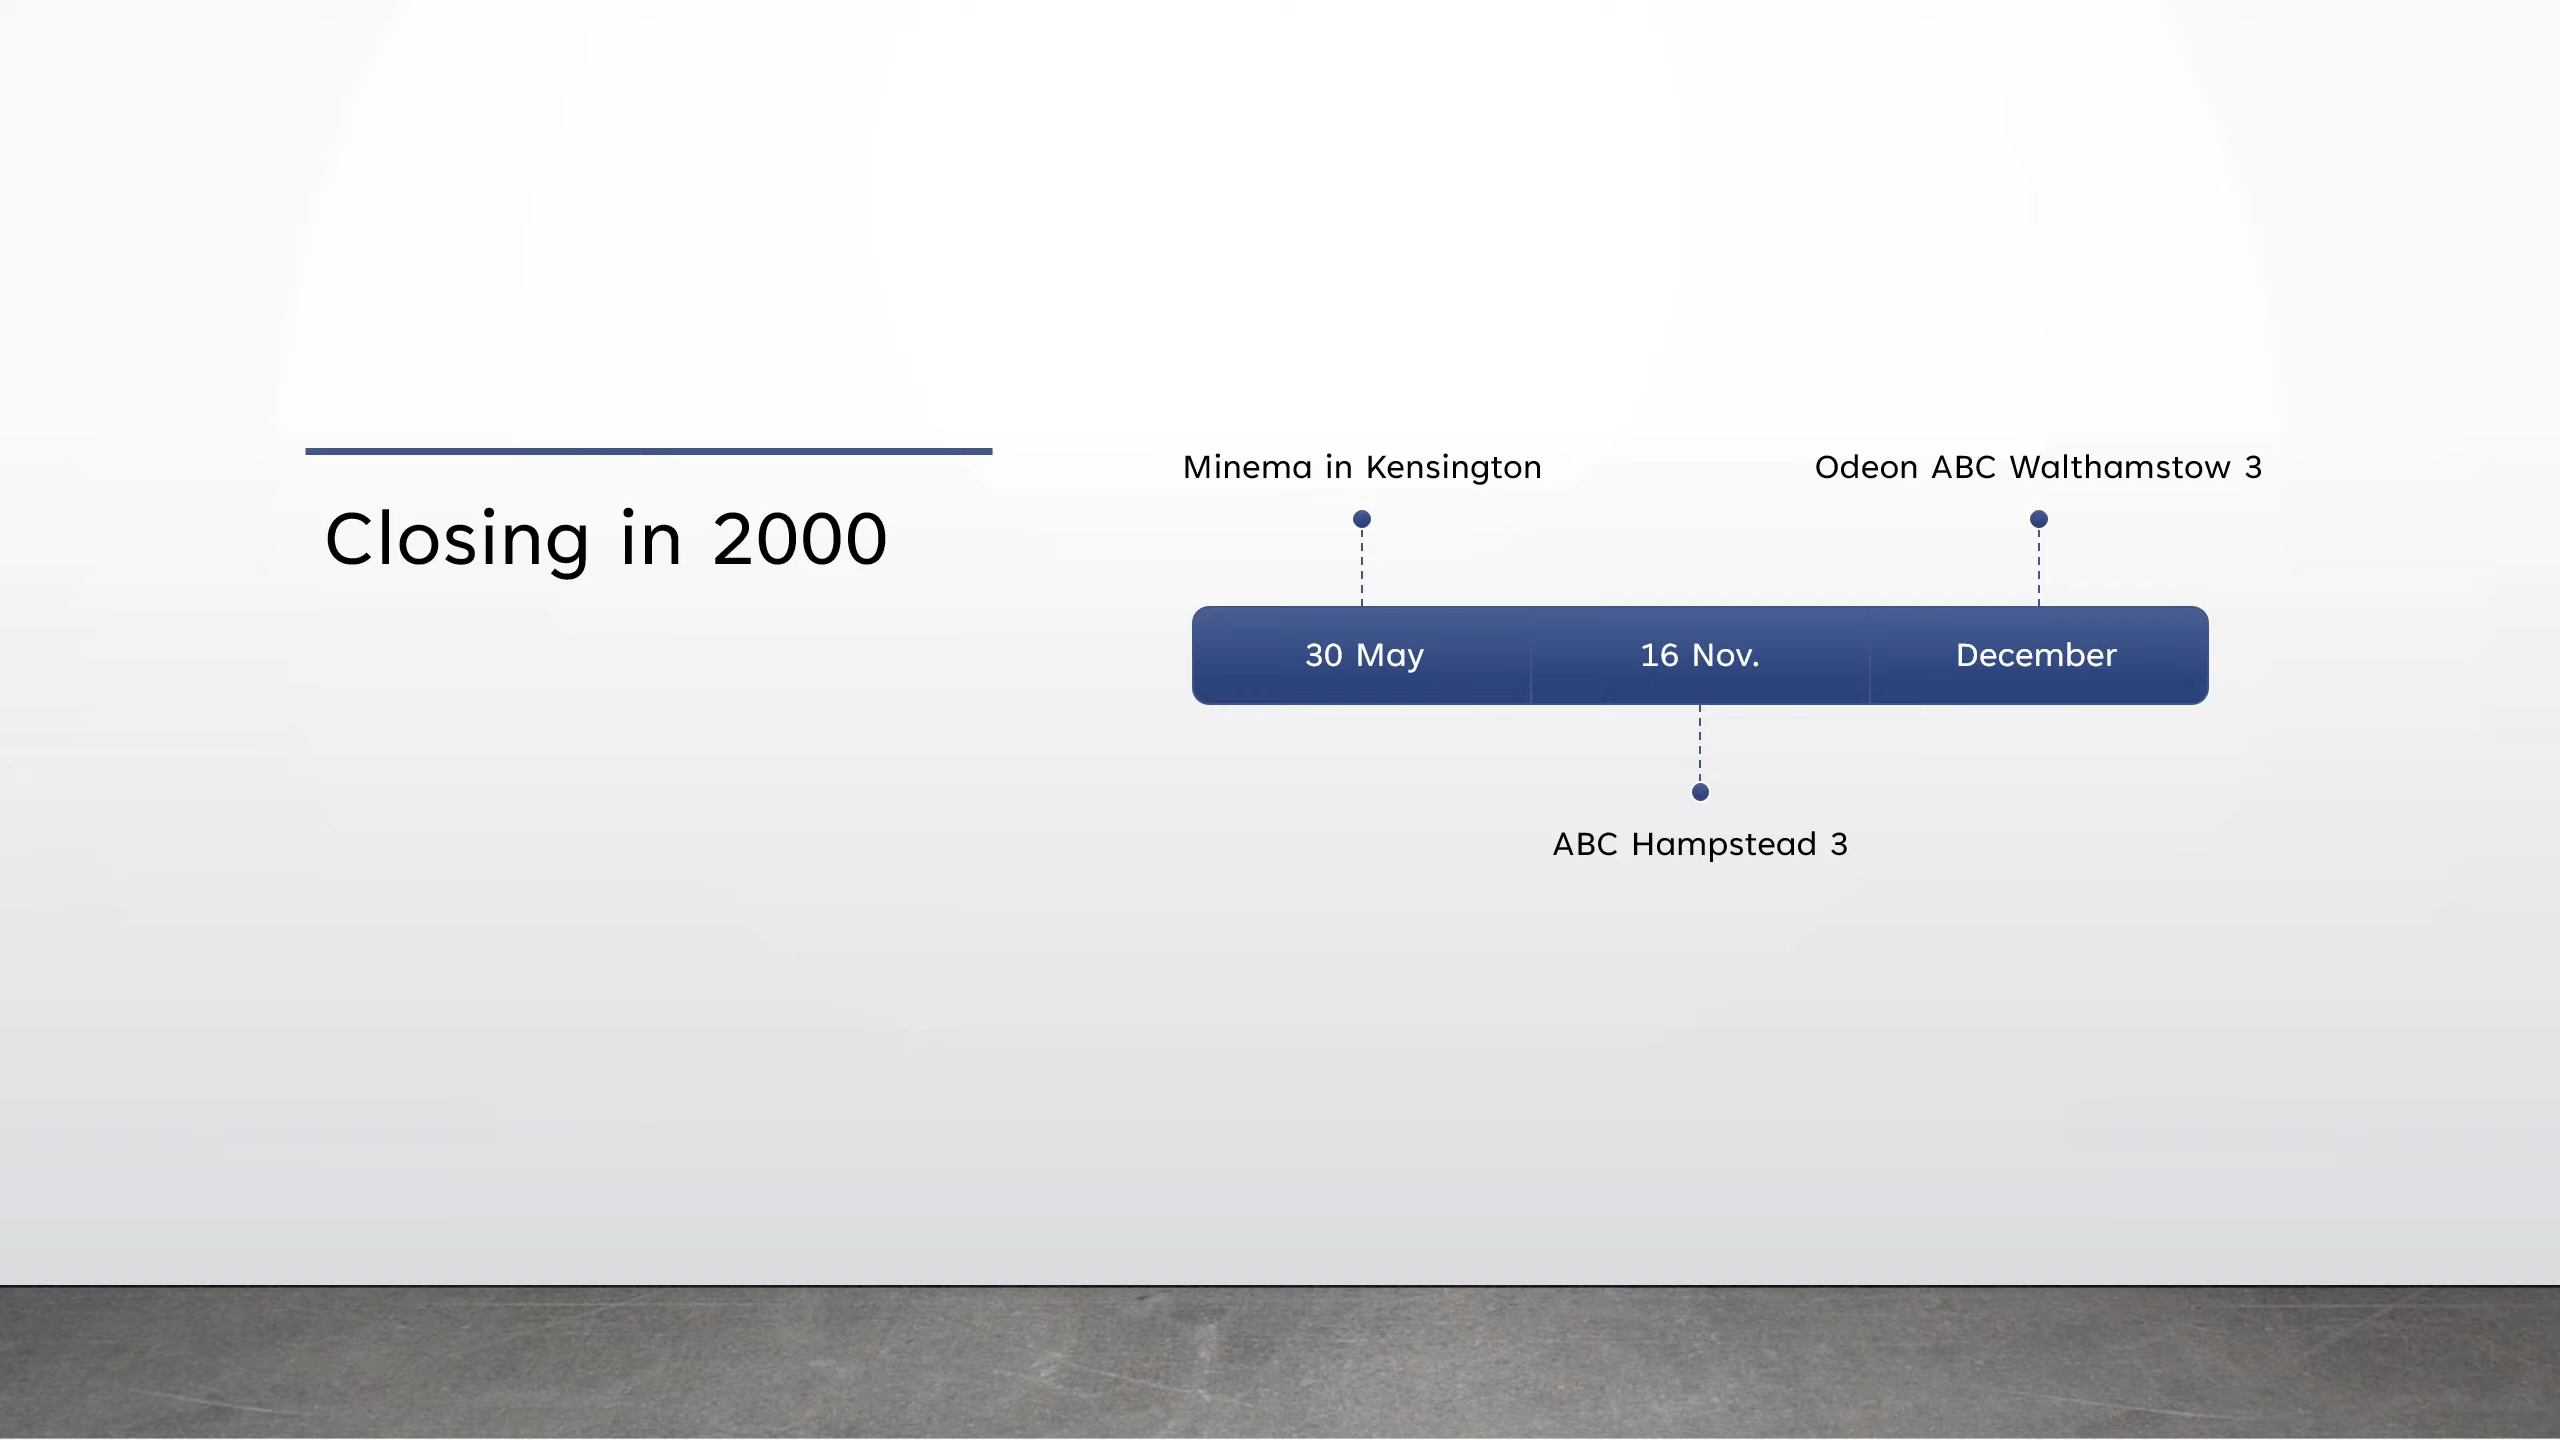 Closing in 2000
Minema in Kensington
Odeon ABC Walthamstow 3
30 May
16 Nov.
December
ABC Hampstead 3